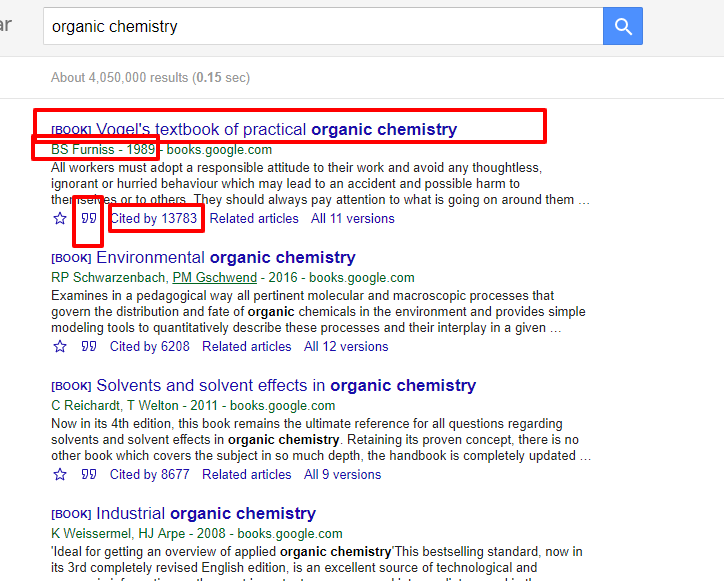 ar
organic chemistry
About 4,050,000 results (0.15 sec)
[BOOK] Vogel's textbook of practical organic chemistry
BS Furniss - 1989 - books.google.com
All workers must adopt a responsible attitude to their work and avoid any thoughtless,
ignorant or hurried behaviour which may lead to an accident and possible harm to
themselves or to others. They should always pay attention to what is going on around them …
Cited by 13783 Related articles All 11 versions
[BOOK] Environmental organic chemistry
RP Schwarzenbach, PM Gschwend - 2016 - books.google.com
Examines in a pedagogical way all pertinent molecular and macroscopic processes that
govern the distribution and fate of organic chemicals in the environment and provides simple
modeling tools to quantitatively describe these processes and their interplay in a given …
Cited by 6208 Related articles All 12 versions
[BOOK] Solvents and solvent effects in organic chemistry
C Reichardt, T Welton - 2011 - books.google.com
Now in its 4th edition, this book remains the ultimate reference for all questions regarding
solvents and solvent effects in organic chemistry. Retaining its proven concept, there is no
other book which covers the subject in so much depth, the handbook is completely updated …
Cited by 8677 Related articles All 9 versions
[BOOK] Industrial organic chemistry
K Weissermel, HJ Arpe - 2008 - books.google.com
'Ideal for getting an overview of applied organic chemistry'This bestselling standard, now in
its 3rd completely revised English edition, is an excellent source of technological and